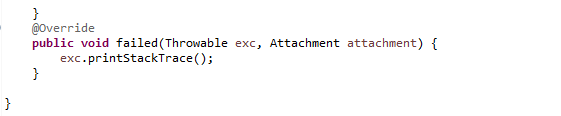 }
@Override
public void failed(Throwable exc, Attachment attachment) {
exc.printStackTrace();
}
}